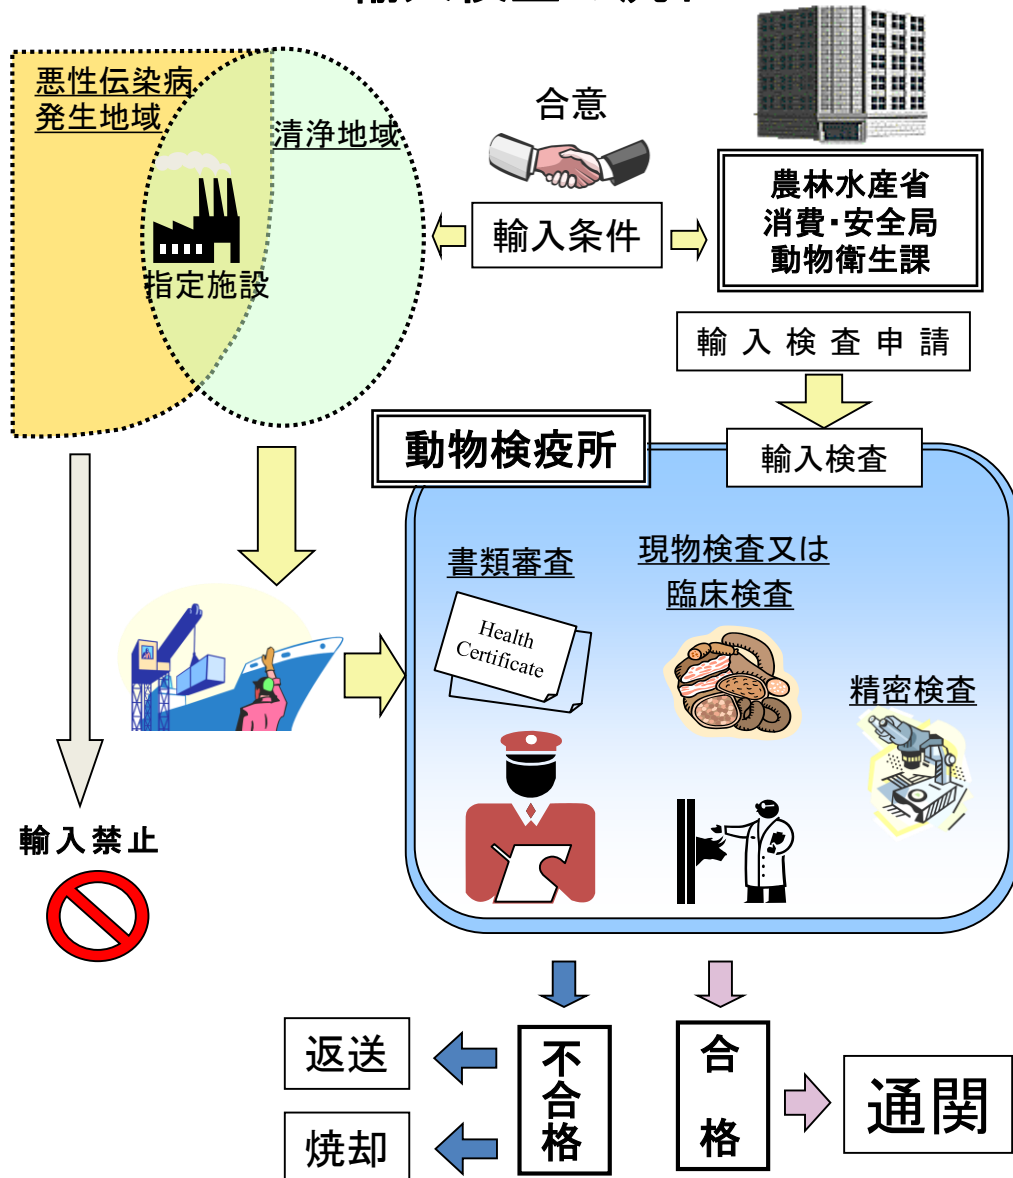 悪性伝染病
発生地域
清浄地域
指定施設
合意
輸入条件
農林水産省
消費・安全局
動物衛生課
輸入検査申請
動物検疫所
輸入検査
書類審査
Health
Certificate
現物検査又は
臨床検査
精密検査
輸入禁止
不合格
合格
返送
焼却
通関